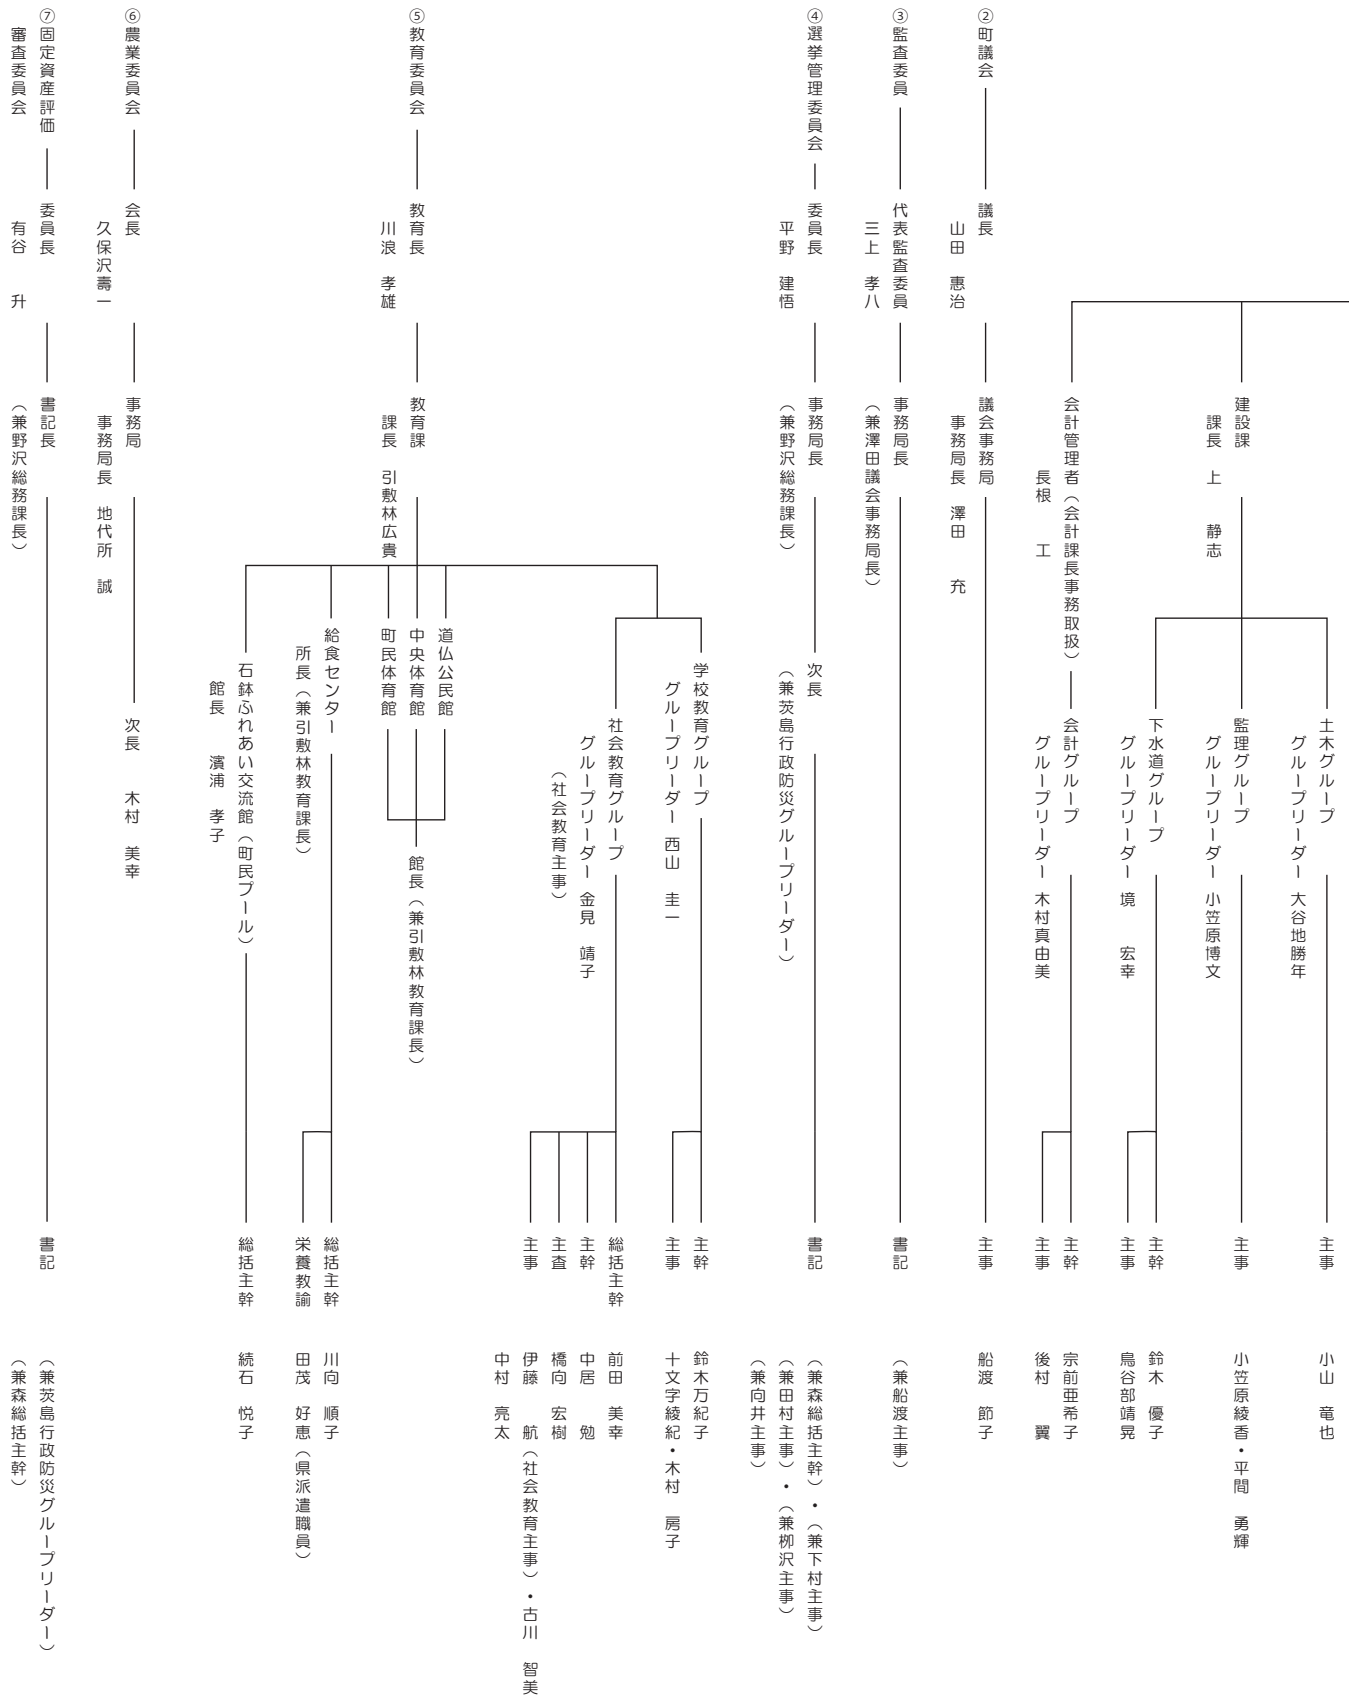 建設課
課長　上　静志
土木グループ
グループリーダー　大谷地勝年
主事　小山　竜也
監理グループ
グループリーダー　小笠原博文
主事　小笠原綾香・平間　勇輝
下水道グループ
グループリーダー　境　宏幸
主幹　鈴木　優子
主事　鳥谷部靖晃
会計管理者（会計課長事務取扱）
長根　工
会計グループ
グループリーダー　木村真由美
主幹　宗前亜希子
主事　後村　翼
②町議会
議長
山田　恵治
議会事務局
事務局長　澤田　充
主事　船渡　節子
③監査委員
代表監査委員
三上　孝八
事務局長
（兼澤田議会事務局長）
書記　（兼船渡主事）
④選挙管理委員会
委員長
平野　建悟
事務局長
（兼野沢総務課長）
次長
（兼茨島行政防災グループリーダー）
書記　（兼森総括主幹）・（兼下村主事）
（兼田村主事）・（兼栁沢主事）
（兼向井主事）
⑤教育委員会
教育長
川浪　孝雄
教育課
課長　引敷林広貴
学校教育グループ
グループリーダー　西山　圭一
主幹　鈴木万紀子
主事　十文字綾紀・木村　房子
社会教育グループ
グループリーダー　金見　靖子
（社会教育主事）
総括主幹　前田　美幸
主幹　中居　勉
主査　橋向　宏樹
主事　伊藤　航（社会教育主事）・古川　智美
中村　亮太
道仏公民館
中央体育館
町民体育館
館長（兼引敷林教育課長）
給食センター
所長（兼引敷林教育課長）
総括主幹　川向　順子
栄養教諭　田茂　好恵（県派遣職員）
石鉢ふれあい交流館（町民プール）
館長　濱浦　孝子
総括主幹　続石　悦子
⑥農業委員会
会長
久保沢壽一
事務局
事務局長　地代所　誠
次長　木村　美幸
⑦固定資産評価
審査委員会
委員長
有谷　升
書記長
（兼野沢総務課長）
書記　（兼茨島行政防災グループリーダー）
（兼森総括主幹）